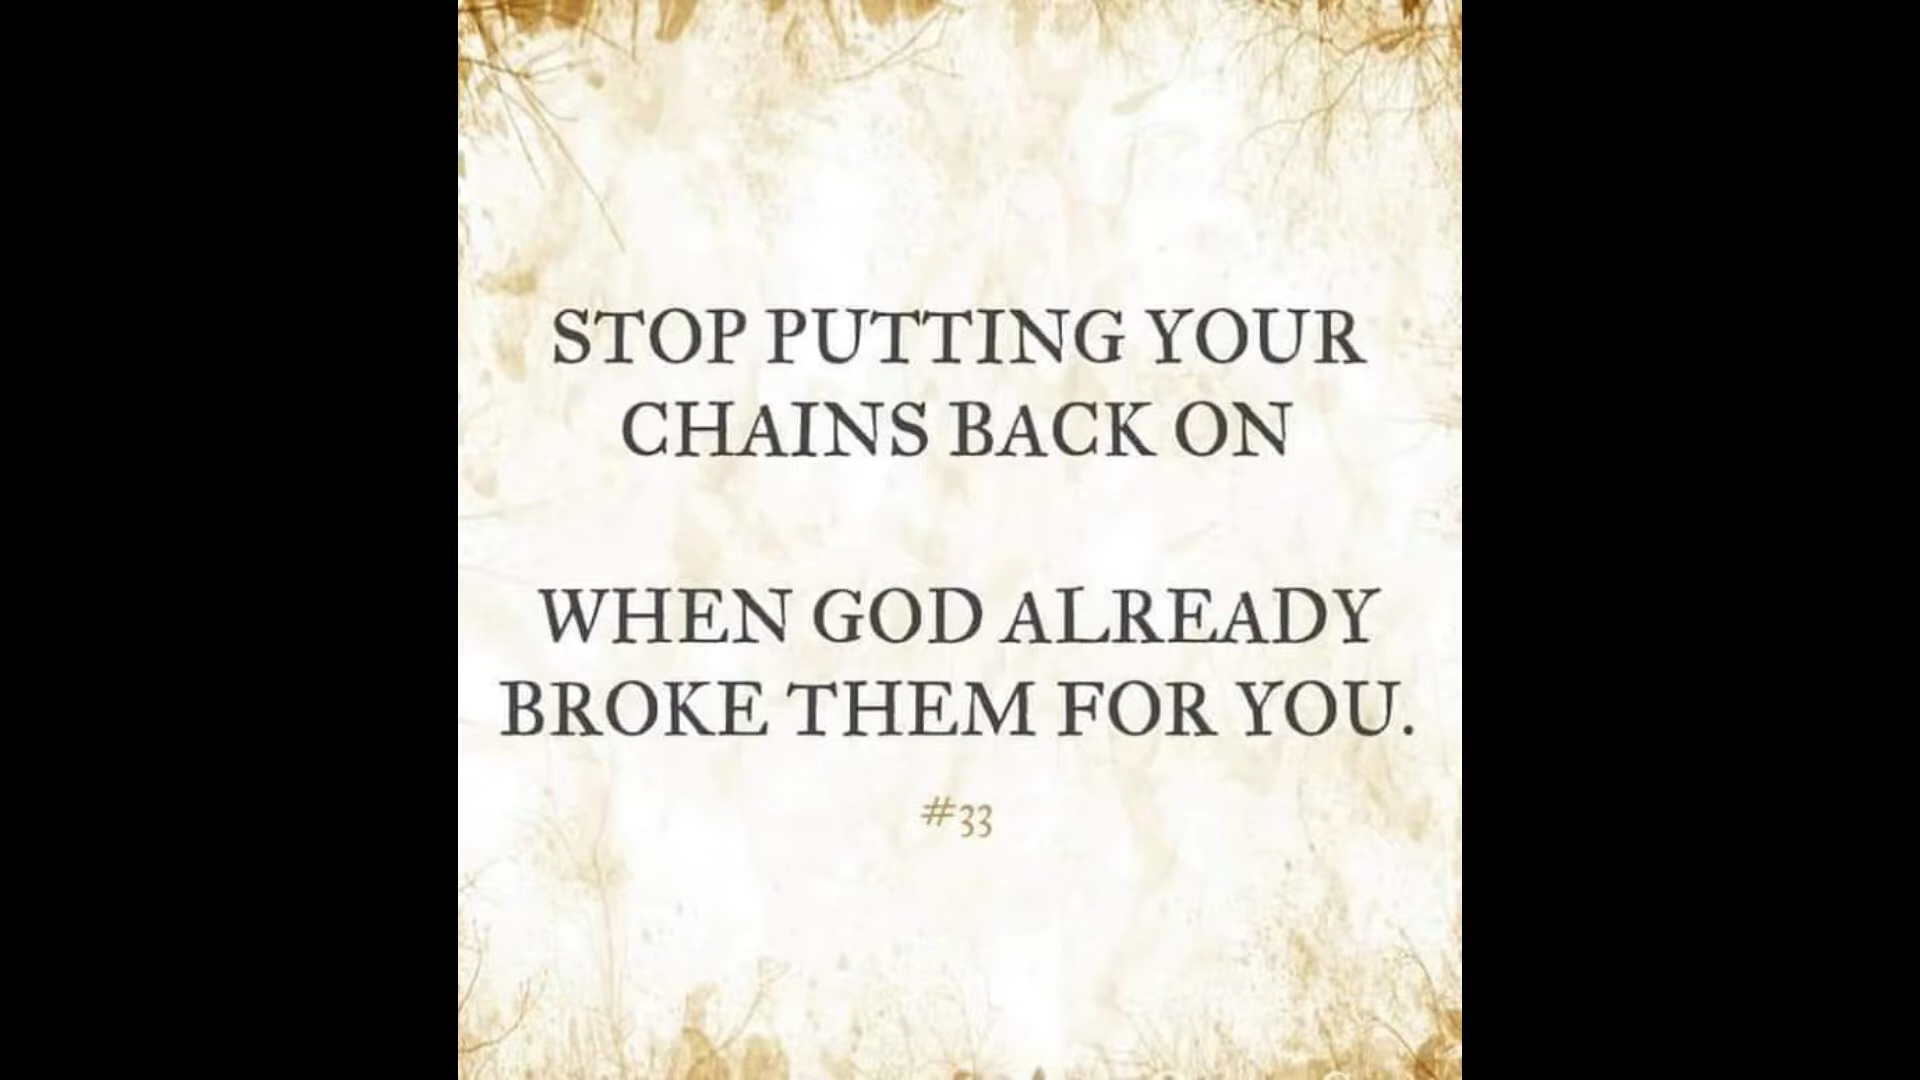 STOP PUTTING YOUR
CHAINS BACK ON
WHEN GOD ALREADY
BROKE THEM FOR YOU.
#33